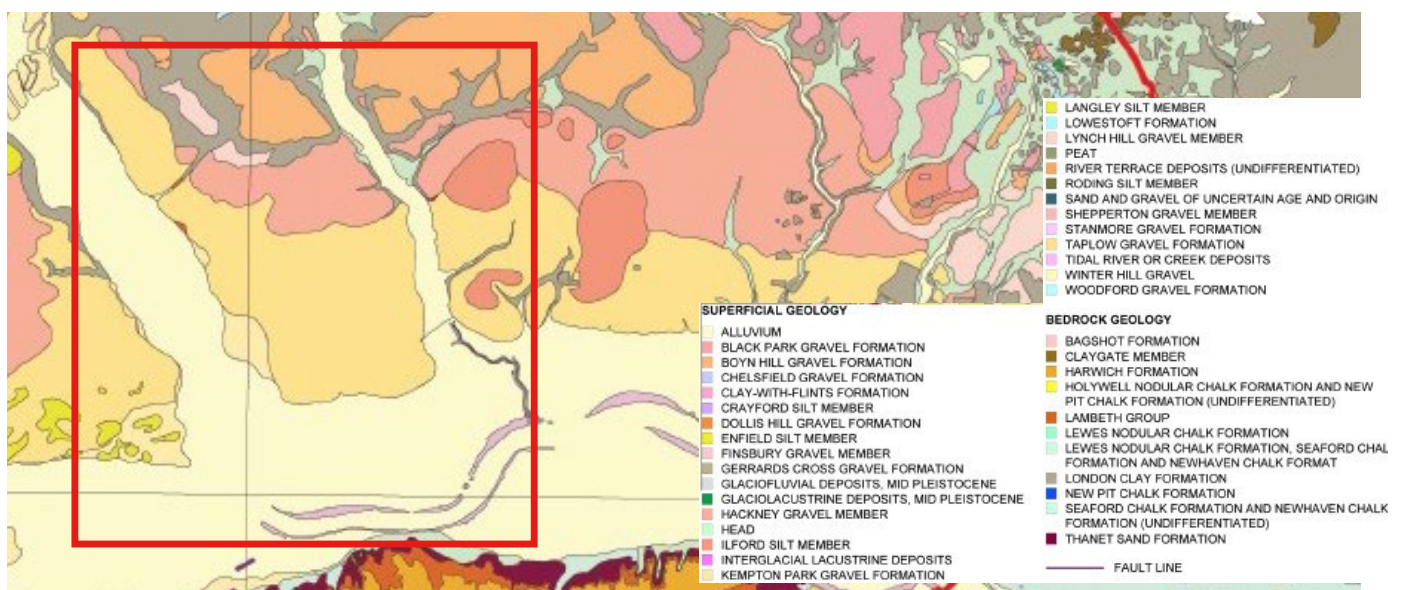 LANGLEY SILT MEMBER
LOWESTOFT FORMATION
LYNCH HILL GRAVEL MEMBER
PEAT
RIVER TERRACE DEPOSITS (UNDIFFERENTIATED)
RODING SILT MEMBER
SAND AND GRAVEL OF UNCERTAIN AGE AND ORIGIN
SHEPPERTON GRAVEL MEMBER
STANMORE GRAVEL FORMATION
TAPLOW GRAVEL FORMATION
TIDAL RIVER OR CREEK DEPOSITS
WINTER HILL GRAVEL
WOODFORD GRAVEL FORMATION
SUPERFICIAL GEOLOGY
ALLUVIUM
BLACK PARK GRAVEL FORMATION
BOYN HILL GRAVEL FORMATION
CHELSFIELD GRAVEL FORMATION
CLAY-WITH-FLINTS FORMATION
CRAYFORD SILT MEMBER
DOLLIS HILL GRAVEL FORMATION
ENFIELD SILT MEMBER
FINSBURY GRAVEL MEMBER
GERRARDS CROSS GRAVEL FORMATION
GLACIOFLUVIAL DEPOSITS, MID PLEISTOCENE
GLACIOLACUSTRINE DEPOSITS, MID PLEISTOCENE
HACKNEY GRAVEL MEMBER
HEAD
ILFORD SILT MEMBER
INTERGLACIAL LACUSTRINE DEPOSITS
KEMPTON PARK GRAVEL FORMATION
BEDROCK GEOLOGY
BAGSHOT FORMATION
CLAYGATE MEMBER
HARWICH FORMATION
HOLYWELL NODULAR CHALK FORMATION AND NEW
PIT CHALK FORMATION (UNDIFFERENTIATED)
LAMBETH GROUP
LEWES NODULAR CHALK FORMATION
LEWES NODULAR CHALK FORMATION, SEAFORD CHAL
FORMATION AND NEWHAVEN CHALK FORMAT
LONDON CLAY FORMATION
NEW PIT CHALK FORMATION
SEAFORD CHALK FORMATION AND NEWHAVEN CHALK
FORMATION (UNDIFFERENTIATED)
THANET SAND FORMATION
FAULT LINE